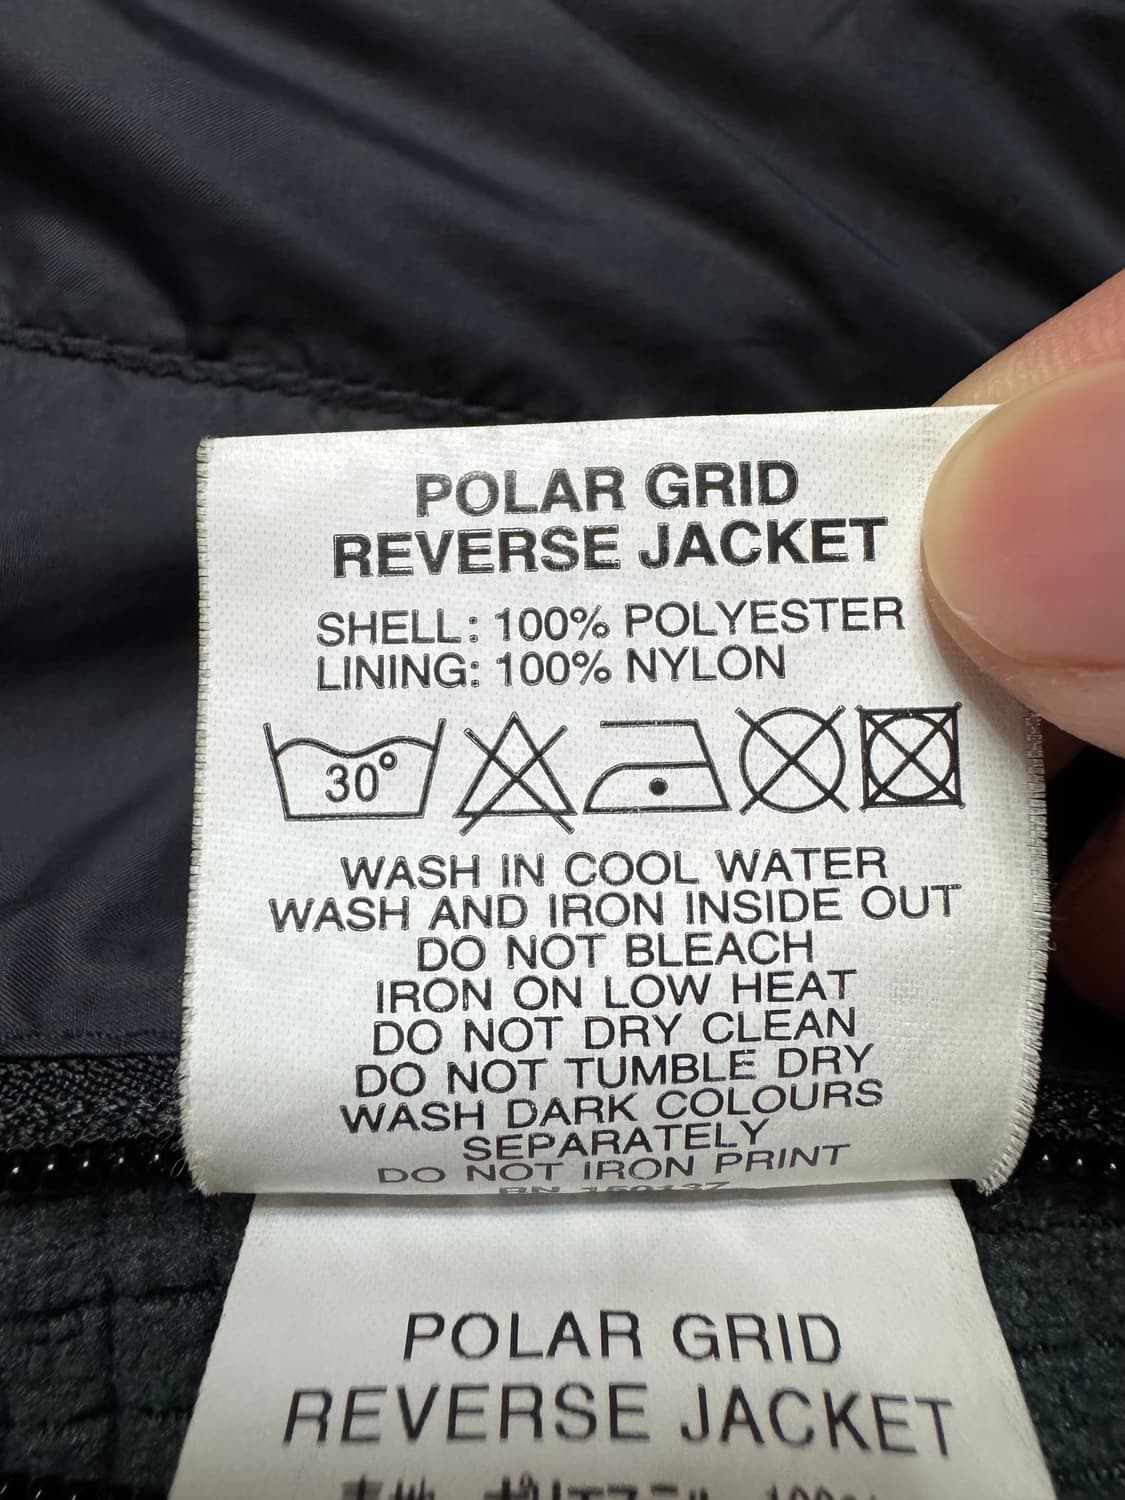 POLAR GRID
REVERSE JACKET
SHELL: 100% POLYESTER
LINING: 100% NYLON
30°
WASH IN COOL WATER
WASH AND IRON INSIDE OUT
DO NOT BLEACH
IRON ON LOW HEAT
DO NOT DRY CLEAN
DO NOT TUMBLE DRY
WASH DARK COLOURS
SEPARATELY
DO NOT IRON PRINT
POLAR GRID
REVERSE JACKET